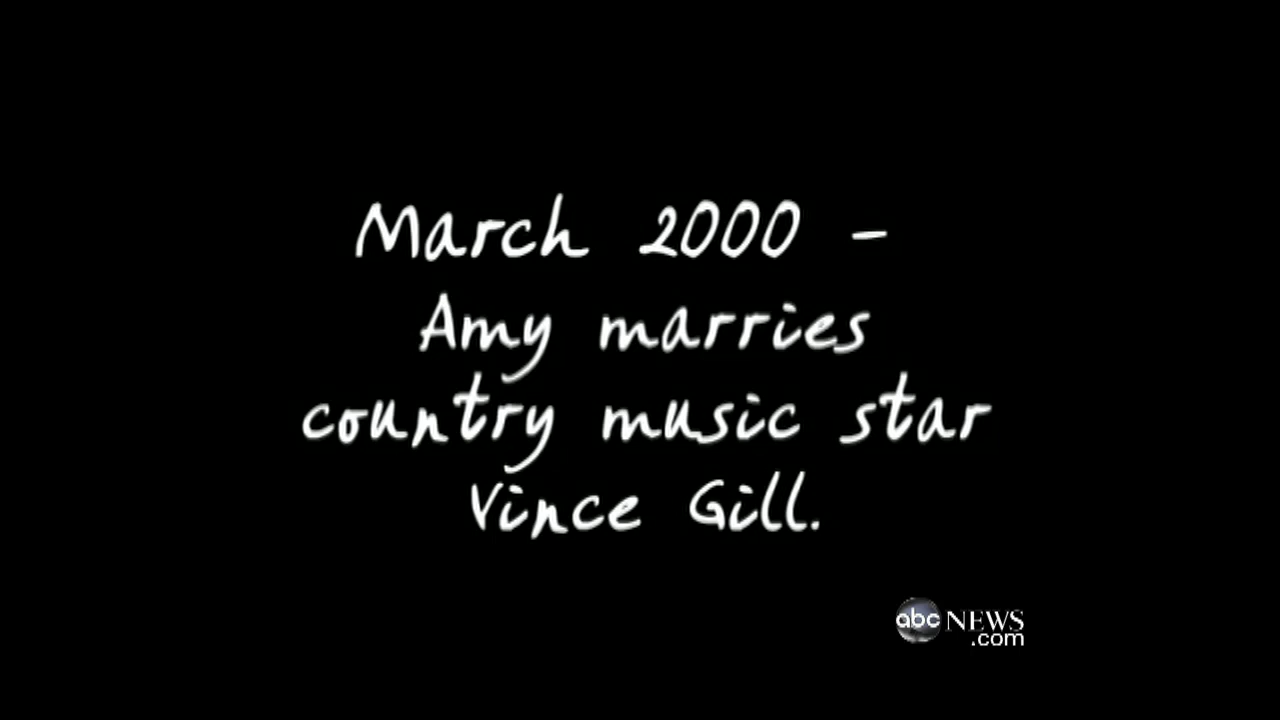 March 2000 -
Amy marries
country music star
Vince Gill.
abc NEWS
.com